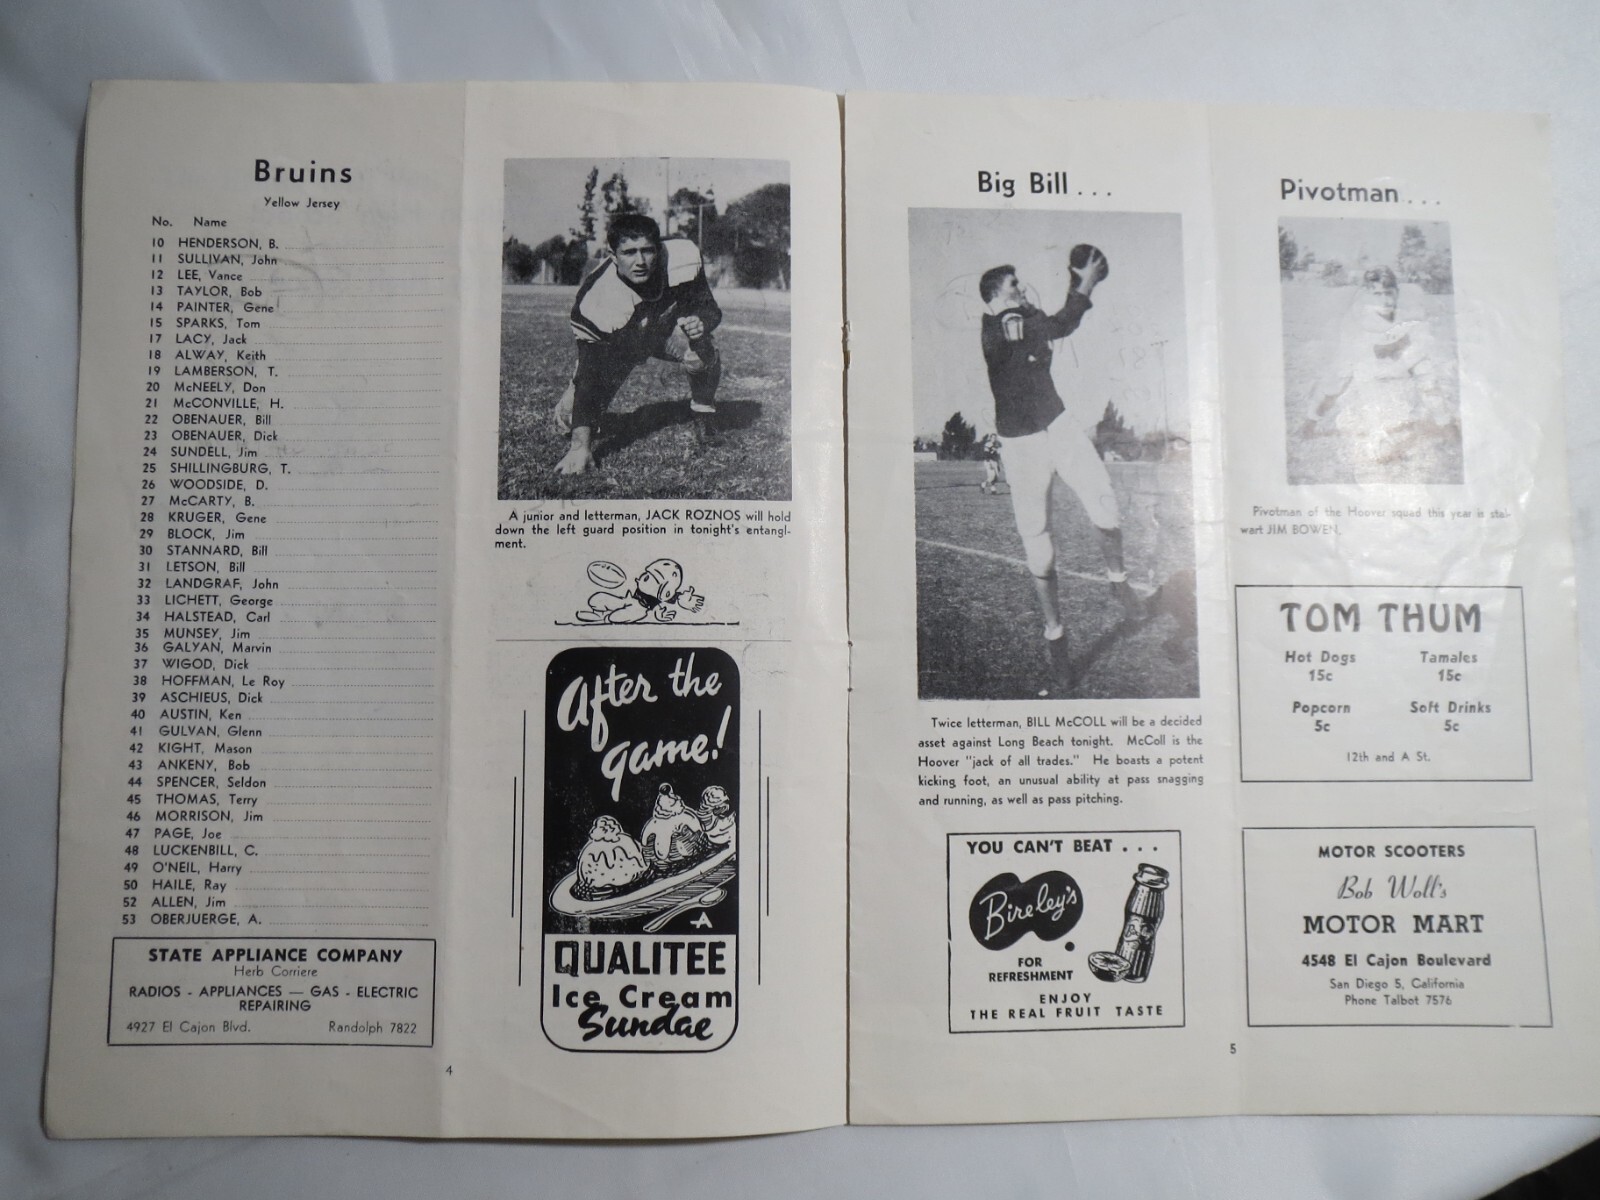 Bruins
Yellow Jersey
No. Name
10 HENDERSON, B.
11 SULLIVAN, John
12 LEE, Vance
13 TAYLOR, Bob
14 PAINTER, Gene
15 SPARKS, Tom
17 LACY, Jack
18 ALWAY, Keith
19 LAMBERSON, T.
20 McNEELY, Don
21 McCONVILLE, H.
22 OBENAUER, Bill
23 OBENAUER, Dick
24 SUNDELL, Jim
25 SHILLINGBURG, T.
26 WOODSIDE, D.
27 McCARTY, B.
28 KRUGER, Gene
29 BLOCK, Jim
30 STANNARD, Bill
31 LETSON, Bill
32 LANDGRAF, John
33 LICHETT, George
34 HALSTEAD, Carl
35 MUNSEY, Jim
36 GALYAN, Marvin
37 WIGOD, Dick
38 HOFFMAN, Le Roy
39 ASCHIEUS, Dick
40 AUSTIN, Ken
41 GULVAN, Glenn
42 KIGHT, Mason
43 ANKENY, Bob
44 SPENCER, Seldon
45 THOMAS, Terry
46 MORRISON, Jim
47 PAGE, Joe
48 LUCKENBILL, C.
49 O'NEIL, Harry
50 HAILE, Ray
52 ALLEN, Jim
53 OBERJUERGE, A.
STATE APPLIANCE COMPANY
Herb Corriere
RADIOS - APPLIANCES — GAS - ELECTRIC
REPAIRING
4927 El Cajon Blvd. Randolph 7822
4
A junior and letterman, JACK ROZNOS will hold
down the left guard position in tonight's entangl-
ment.
After the
game!
A
QUALITEE
Ice Cream
Sundae
Big Bill . . .
Twice letterman, BILL McCOLL will be a decided
asset against Long Beach tonight. McColl is the
Hoover "jack of all trades." He boasts a potent
kicking foot, an unusual ability at pass snagging
and running, as well as pass pitching.
YOU CAN'T BEAT . . .
Bireley's
FOR
REFRESHMENT
ENJOY
THE REAL FRUIT TASTE
Pivotman . . .
Pivotman of the Hoover squad this year is stal-
wart JIM BOWEN.
TOM THUM
Hot Dogs Tamales
15c 15c
Popcorn Soft Drinks
5c 5c
12th and A St.
MOTOR SCOOTERS
Bob Woll's
MOTOR MART
4548 El Cajon Boulevard
San Diego 5, California
Phone Talbot 7576
5